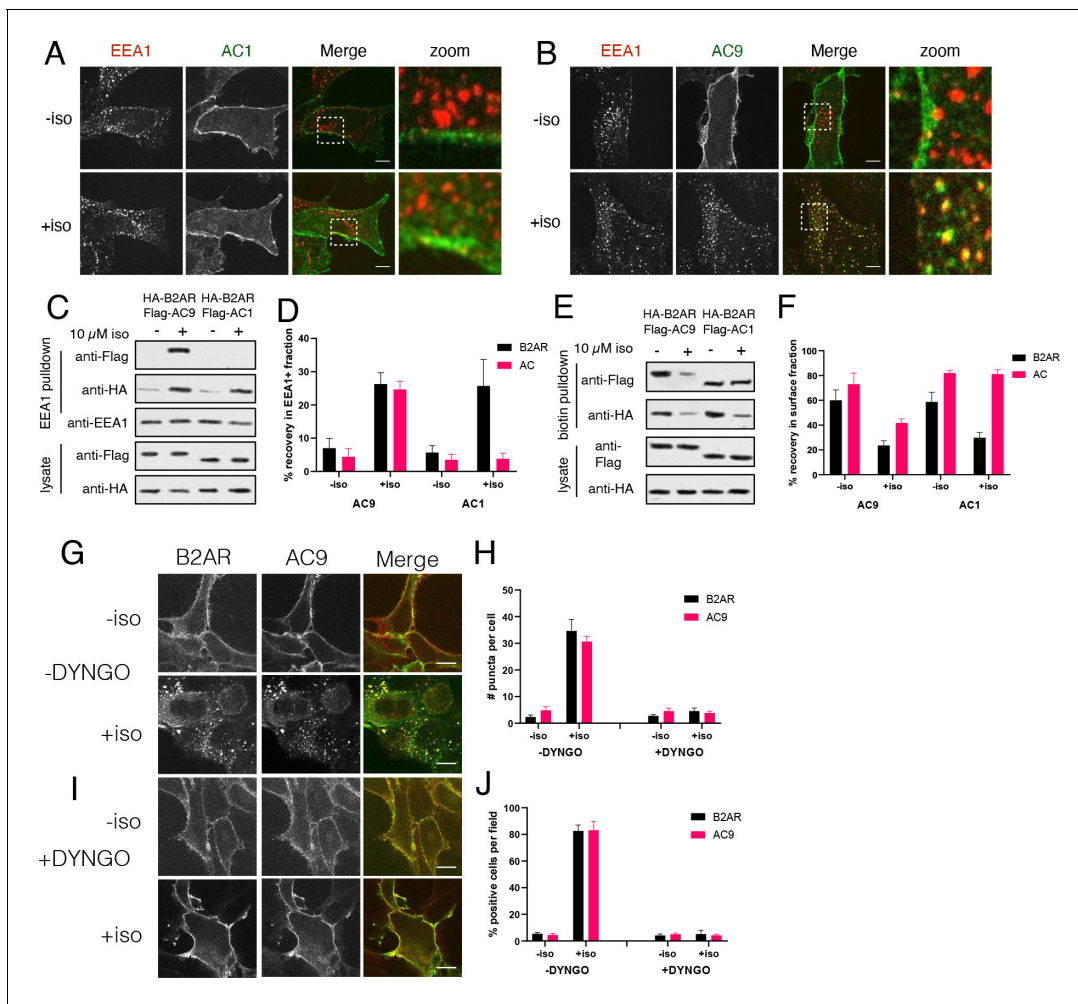 A
EEA1 AC1 Merge zoom
-iso
+iso
B
EEA1 AC9 Merge zoom
-iso
+iso
C
HA-B2AR HA-B2AR
Flag-AC9 Flag-AC1
10 µM iso - + - +
EEA1 pulldown
anti-Flag
anti-HA
anti-EEA1
lysate
anti-Flag
anti-HA
D
% recovery in EEA1+ fraction
40
30
20
10
0
-iso +iso -iso +iso
AC9 AC1
B2AR
AC
E
HA-B2AR HA-B2AR
Flag-AC9 Flag-AC1
10 µM iso - + - +
biotin pulldown
anti-Flag
anti-HA
lysate
anti-
Flag
anti-HA
F
% recovery in surface fraction
100
80
60
40
20
0
-iso +iso -iso +iso
AC9 AC1
B2AR
AC
G
B2AR AC9 Merge
-iso
-DYNGO
+iso
H
# puncta per cell
50
40
30
20
10
0
-iso +iso -iso +iso
-DYNGO +DYNGO
B2AR
AC9
I
-iso
+DYNGO
+iso
J
% positive cells per field
100
80
60
40
20
0
-iso +iso -iso +iso
-DYNGO +DYNGO
B2AR
AC9